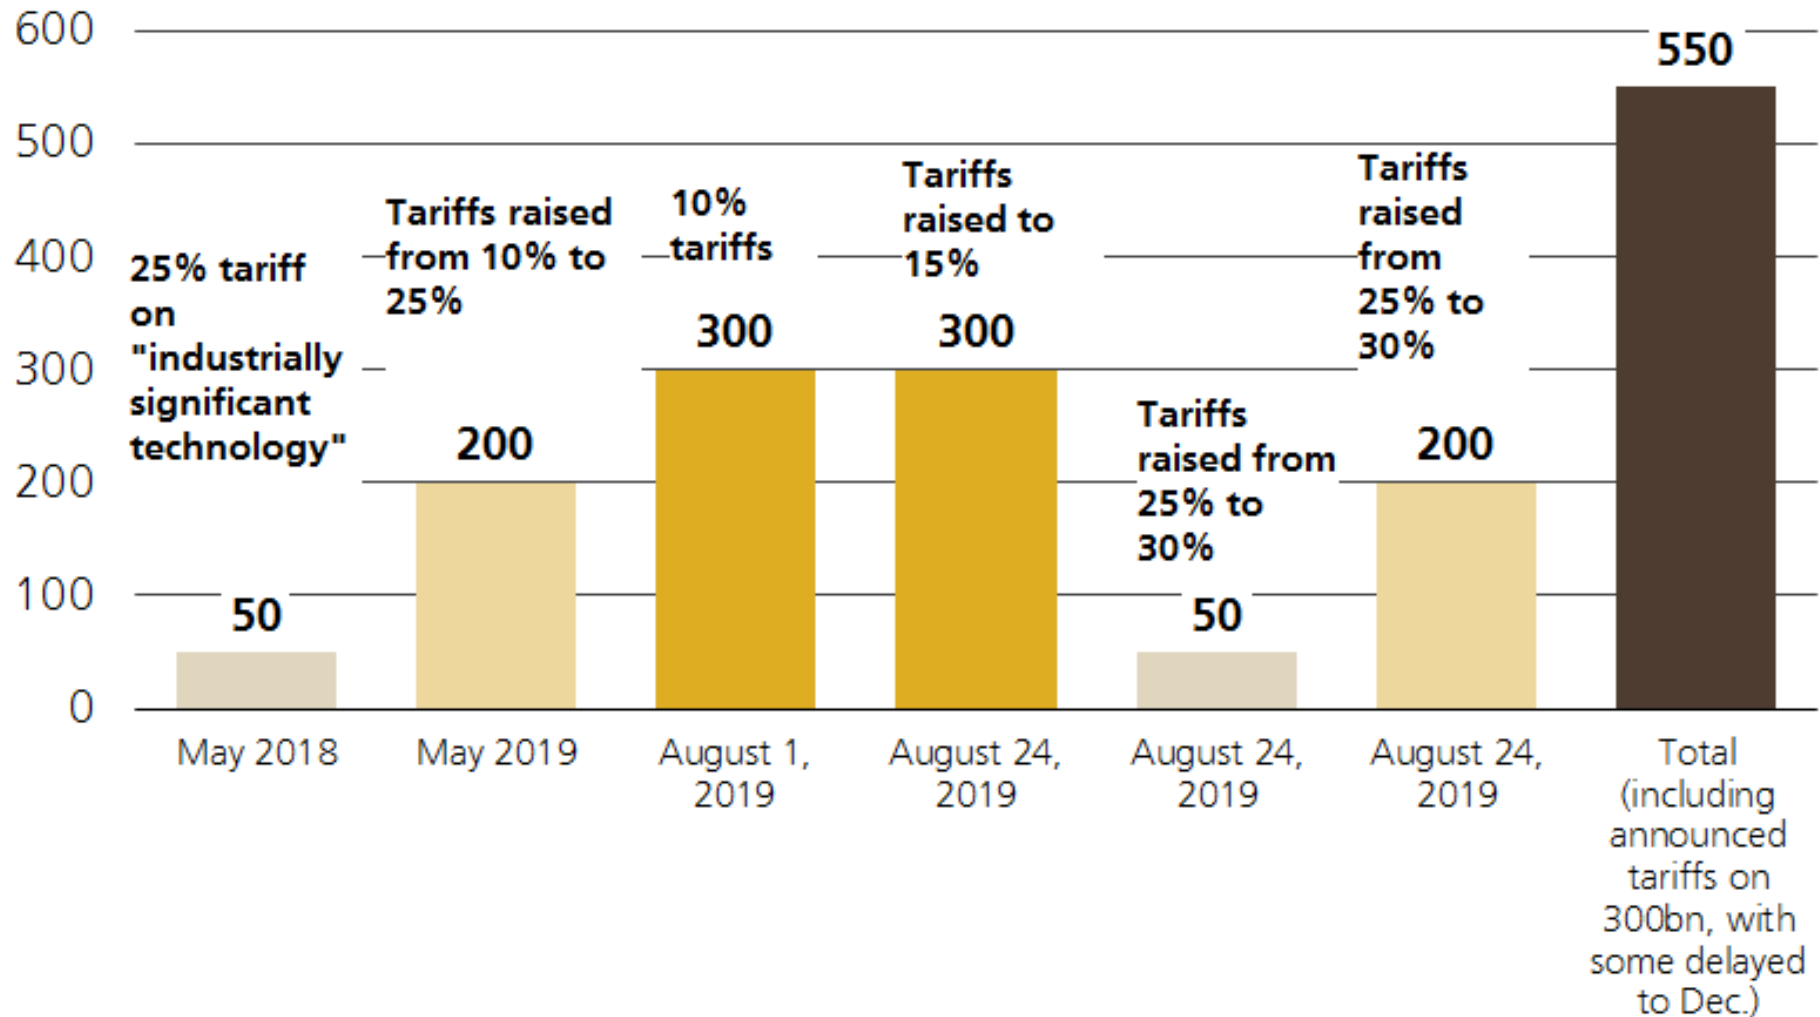 600
500
400
300
200
100
0
25% tariff
on
"industrially
significant
technology"
50
Tariffs raised
from 10% to
25%
200
10%
tariffs
300
Tariffs
raised to
15%
300
Tariffs
raised from
25% to
30%
50
Tariffs
raised
from
25% to
30%
200
550
May 2018
May 2019
August 1,
2019
August 24,
2019
August 24,
2019
August 24,
2019
Total
(including
announced
tariffs on
300bn, with
some delayed
to Dec.)